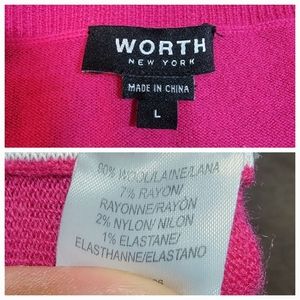 WORTH
NEW YORK
MADE IN CHINA
L
90% WOOL/LAINE/LANA
7% RAYON/
RAYONNE/RAYÓN/
2% NYLON/ NILON
1% ELASTANE/
ELASTHANNE/ELASTANO